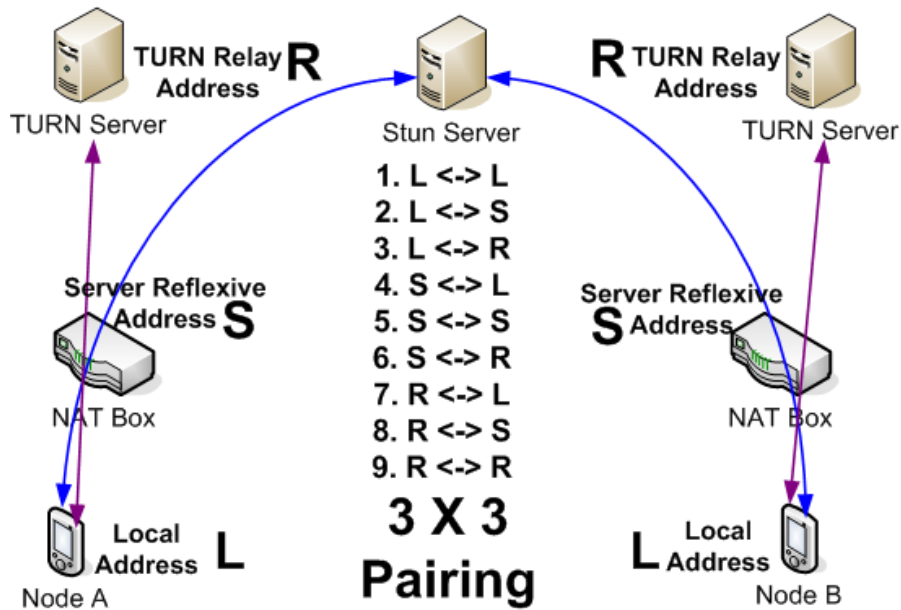 TURN Relay
Address
R
TURN Server
Stun Server
R
TURN Relay
Address
TURN Server
1. L <-> L
2. L <-> S
3. L <-> R
4. S <-> L
5. S <-> S
6. S <-> R
7. R <-> L
8. R <-> S
9. R <-> R
3 X 3
Pairing
Server Reflexive
Address
S
NAT Box
Server Reflexive
S
Address
NAT Box
Local
Address
L
Node A
L
Local
Address
Node B